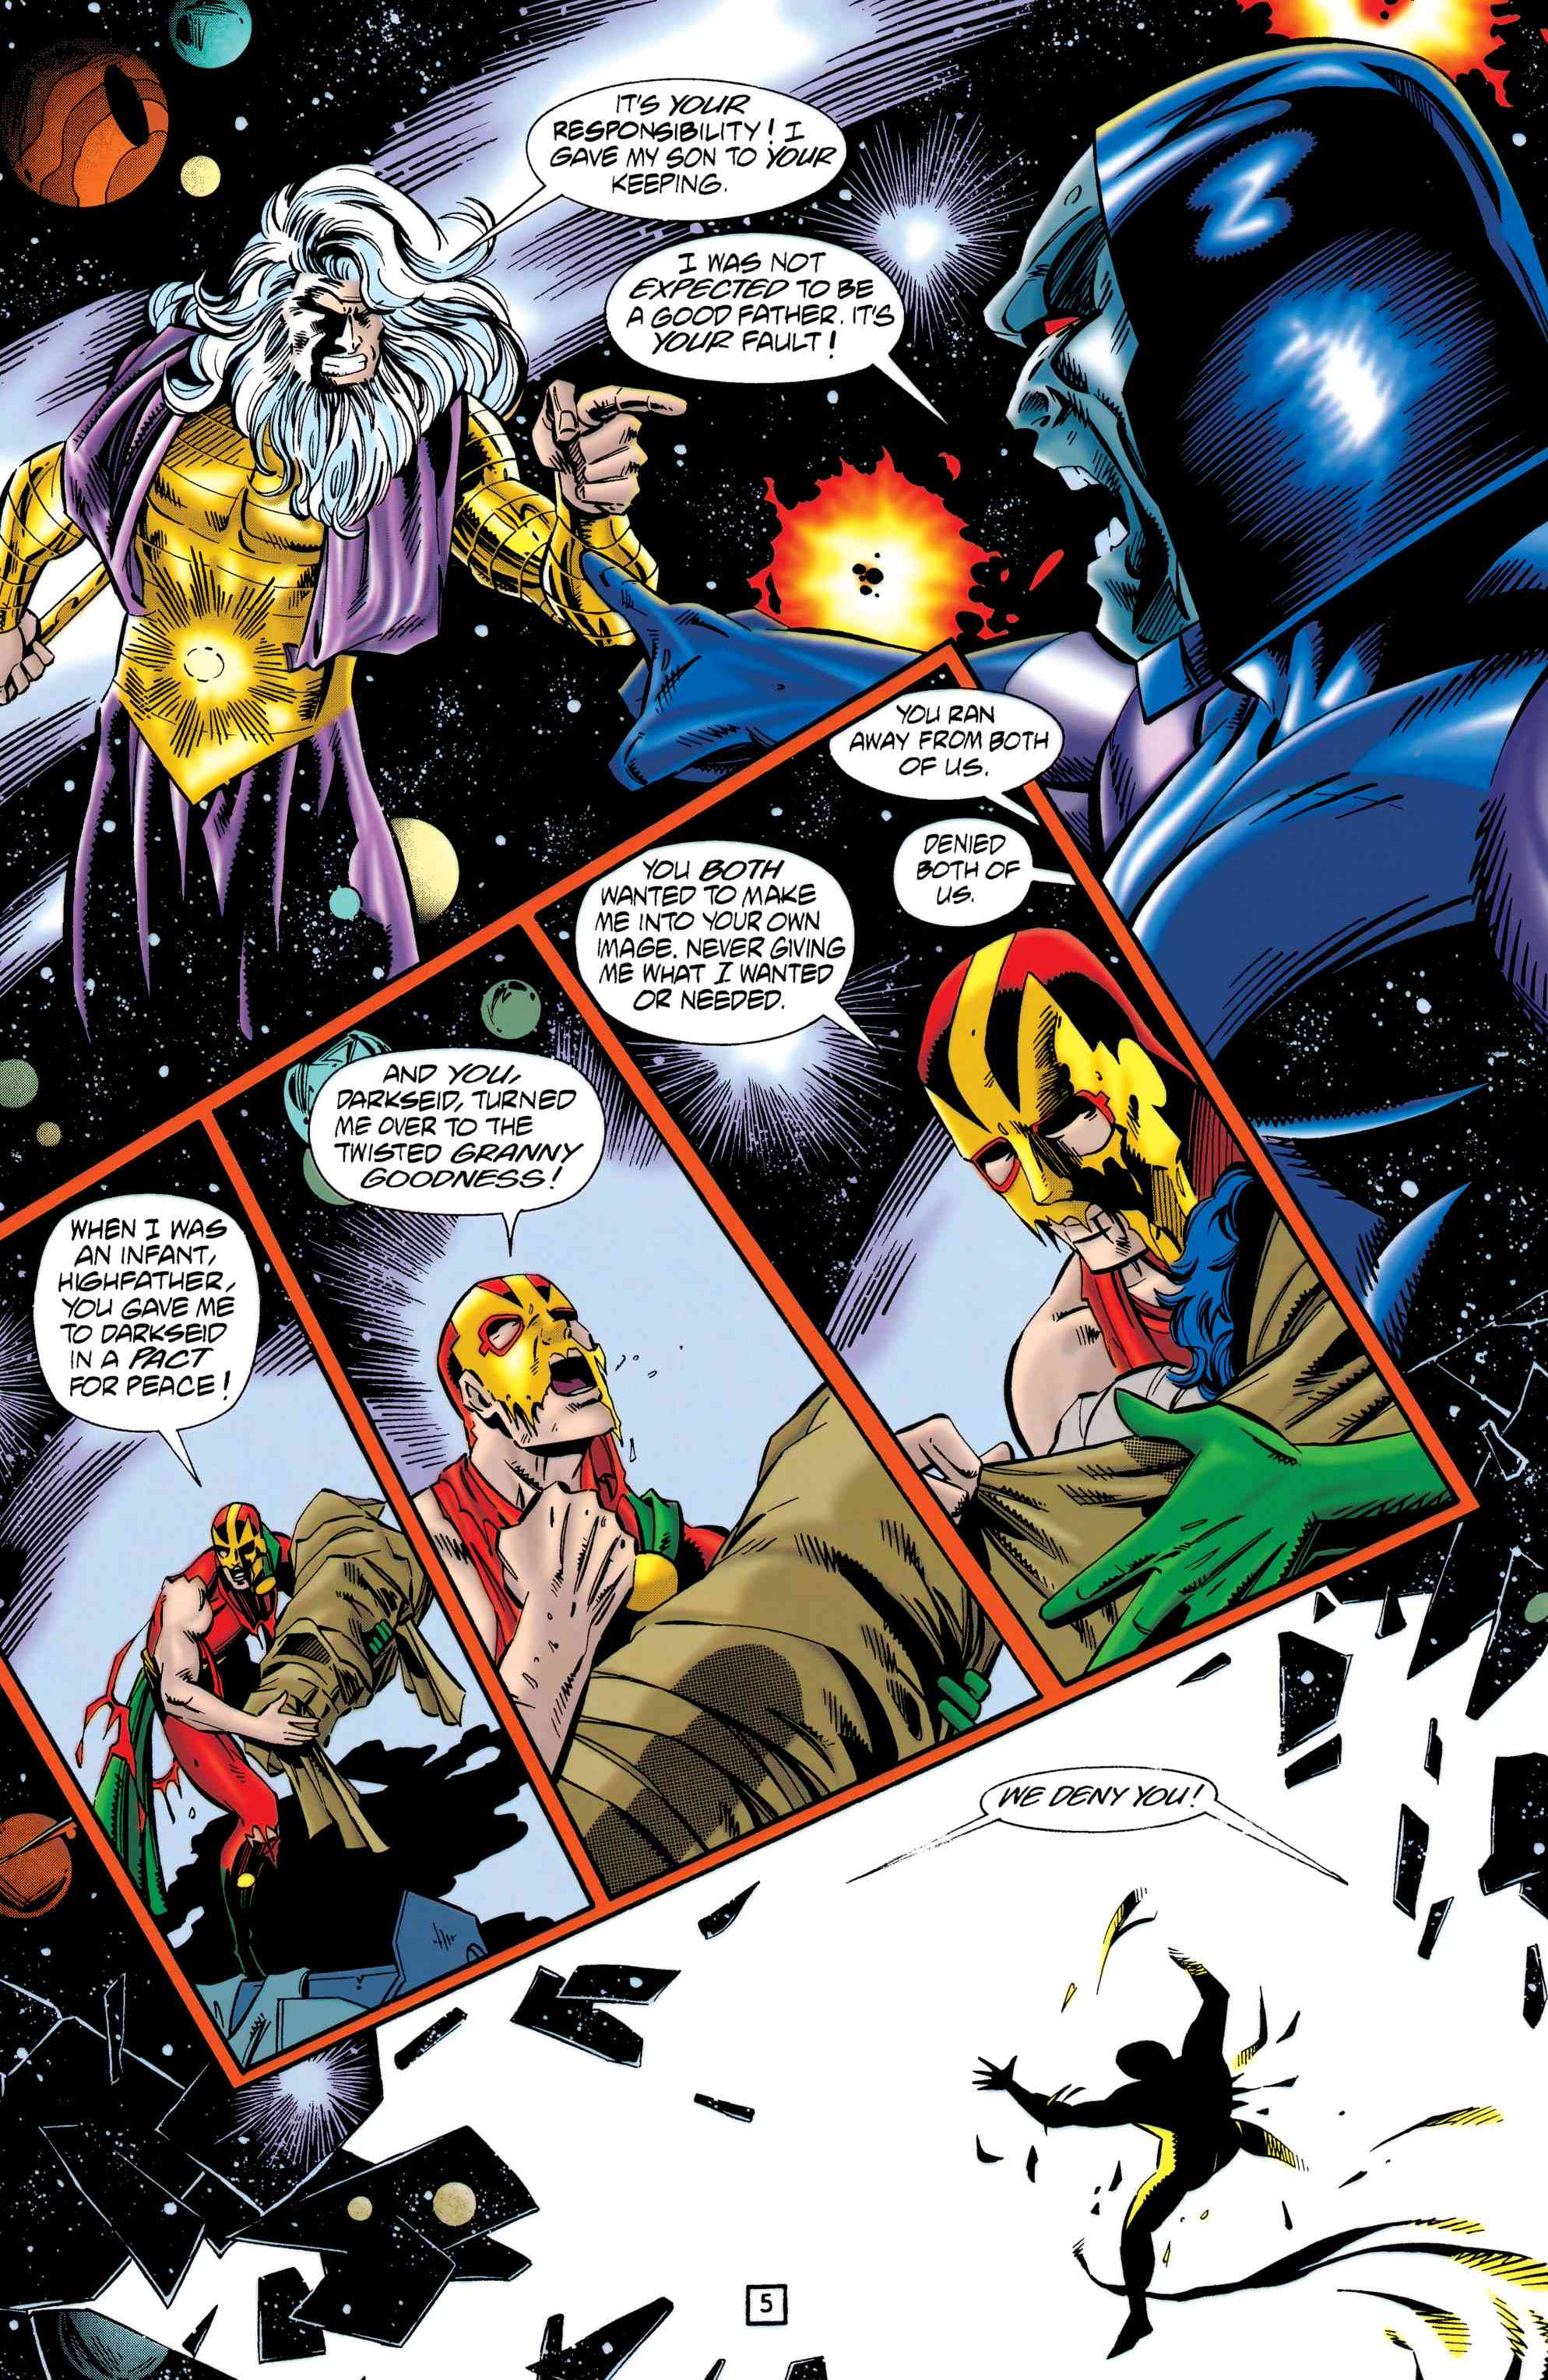 IT'S YOUR
RESPONSIBILITY! I
GAVE MY SON TO YOUR
KEEPING.
I WAS NOT
EXPECTED TO BE
A GOOD FATHER. IT'S
YOUR FAULT!
WHEN I WAS
AN INFANT,
HIGHFATHER,
YOU GAVE ME
TO DARKSEID
IN A PACT
FOR PEACE!
AND YOU,
DARKSEID, TURNED
ME OVER TO THE
TWISTED GRANNY
GOODNESS!
YOU BOTH
WANTED TO MAKE
ME INTO YOUR OWN
IMAGE. NEVER GIVING
ME WHAT I WANTED
OR NEEDED.
YOU RAN
AWAY FROM BOTH
OF US.
DENIED
BOTH OF
US.
WE DENY YOU!
5